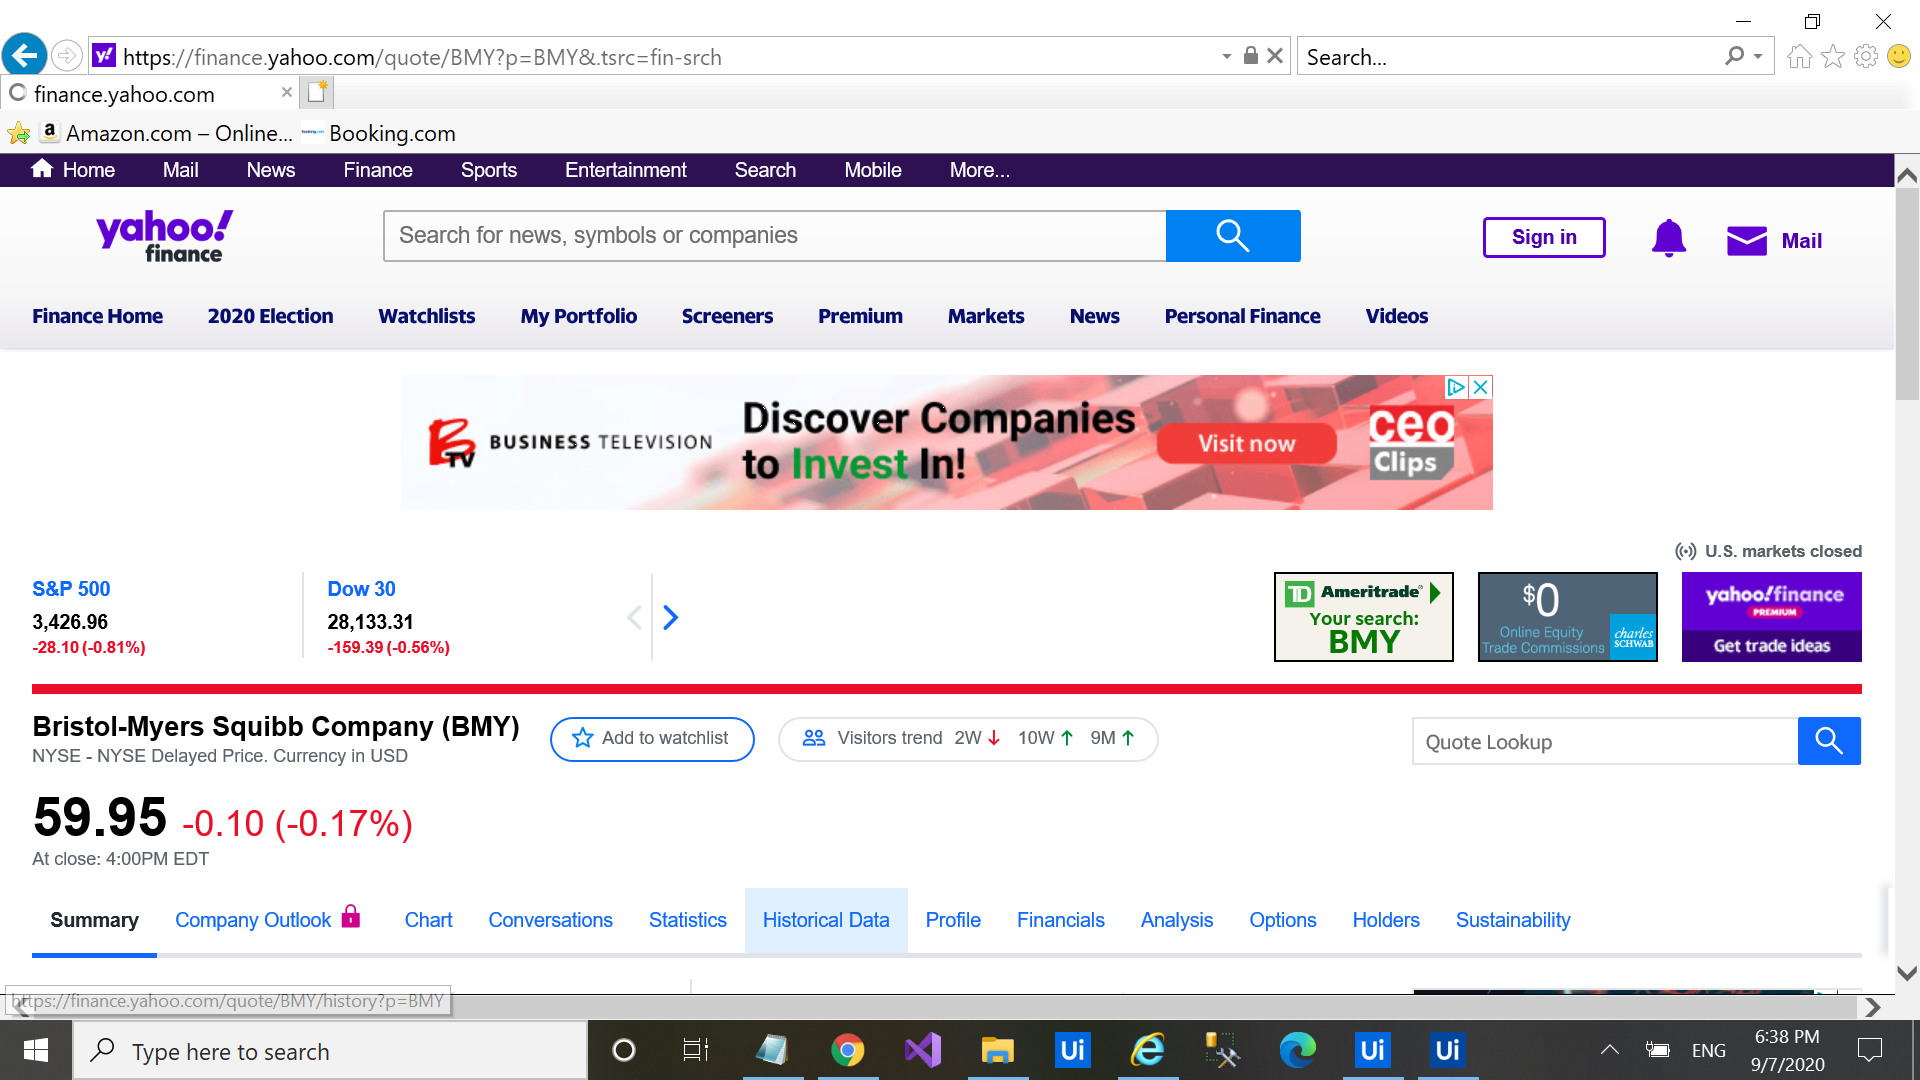 https://finance.yahoo.com/quote/BMY?p=BMY&.tsrc=fin-srch
Search...
finance.yahoo.com
Amazon.com – Online...
Booking.com
Home Mail News Finance Sports Entertainment Search Mobile More...
yahoo! finance
Search for news, symbols or companies
Sign in
Mail
Finance Home 2020 Election Watchlists My Portfolio Screeners Premium Markets News Personal Finance Videos
BTV BUSINESS TELEVISION
Discover Companies
to Invest In!
Visit now
ceo
Clips
U.S. markets closed
S&P 500
3,426.96
-28.10 (-0.81%)
Dow 30
28,133.31
-159.39 (-0.56%)
TD Ameritrade®
Your search:
BMY
$0
Online Equity
Trade Commissions
charles
SCHWAB
yahoo!finance
PREMIUM
Get trade ideas
Bristol-Myers Squibb Company (BMY)
NYSE - NYSE Delayed Price. Currency in USD
Add to watchlist
Visitors trend 2W 10W 9M
Quote Lookup
59.95 -0.10 (-0.17%)
At close: 4:00PM EDT
Summary Company Outlook Chart Conversations Statistics Historical Data Profile Financials Analysis Options Holders Sustainability
https://finance.yahoo.com/quote/BMY/history?p=BMY
Type here to search
Ui
Ui
Ui
ENG
6:38 PM
9/7/2020